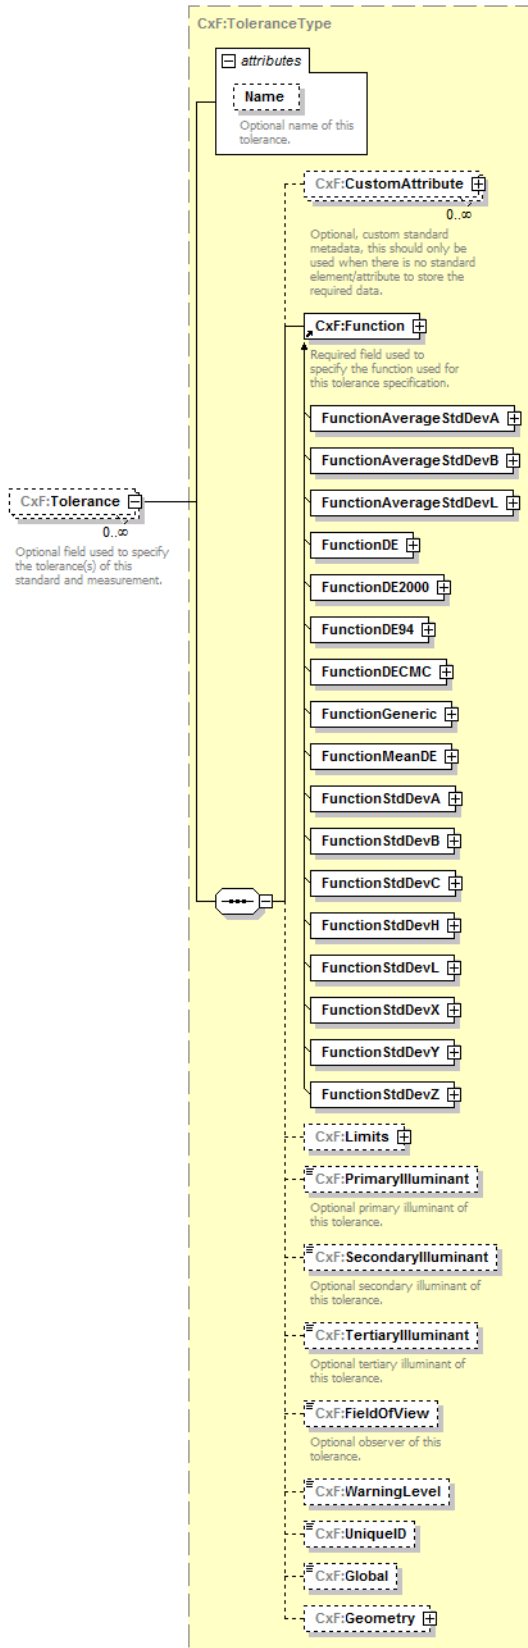 CxF:ToleranceType
attributes
Name
Optional name of this
tolerance.
CxF:CustomAttribute
0..∞
Optional, custom standard
metadata, this should only be
used when there is no standard
element/attribute to store the
required data.
CxF:Function
Required field used to
specify the function used for
this tolerance specification.
FunctionAverageStdDevA
FunctionAverageStdDevB
FunctionAverageStdDevL
CxF:Tolerance
0..∞
Optional field used to specify
the tolerance(s) of this
standard and measurement.
FunctionDE
FunctionDE2000
FunctionDE94
FunctionDECMC
FunctionGeneric
FunctionMeanDE
FunctionStdDevA
FunctionStdDevB
FunctionStdDevC
FunctionStdDevH
FunctionStdDevL
FunctionStdDevX
FunctionStdDevY
FunctionStdDevZ
CxF:Limits
CxF:PrimaryIlluminant
Optional primary illuminant of
this tolerance.
CxF:SecondaryIlluminant
Optional secondary illuminant of
this tolerance.
CxF:TertiaryIlluminant
Optional tertiary illuminant of
this tolerance.
CxF:FieldOfView
Optional observer of this
tolerance.
CxF:WarningLevel
CxF:UniqueID
CxF:Global
CxF:Geometry